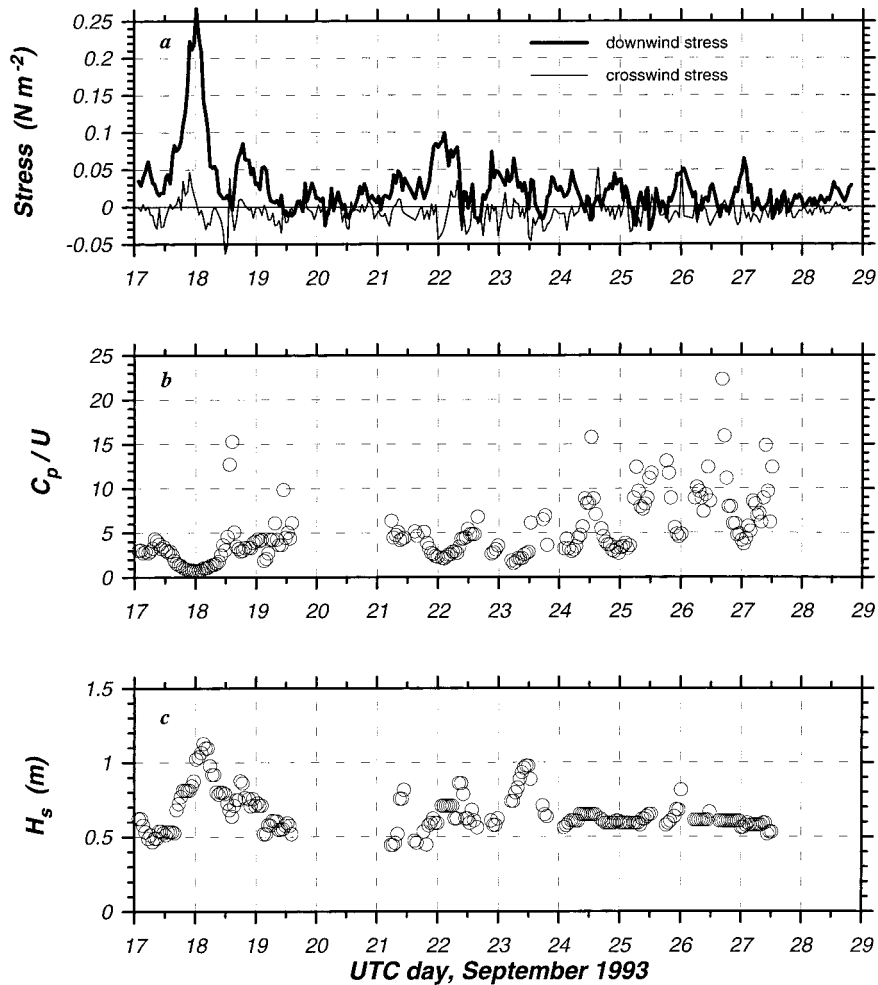 a
downwind stress
crosswind stress
Stress (N m⁻²)
0.25
0.2
0.15
0.1
0.05
0
-0.05
17 18 19 20 21 22 23 24 25 26 27 28 29
b
C_p / U
25
20
15
10
5
0
17 18 19 20 21 22 23 24 25 26 27 28 29
c
H_s (m)
1.5
1
0.5
0
17 18 19 20 21 22 23 24 25 26 27 28 29
UTC day, September 1993